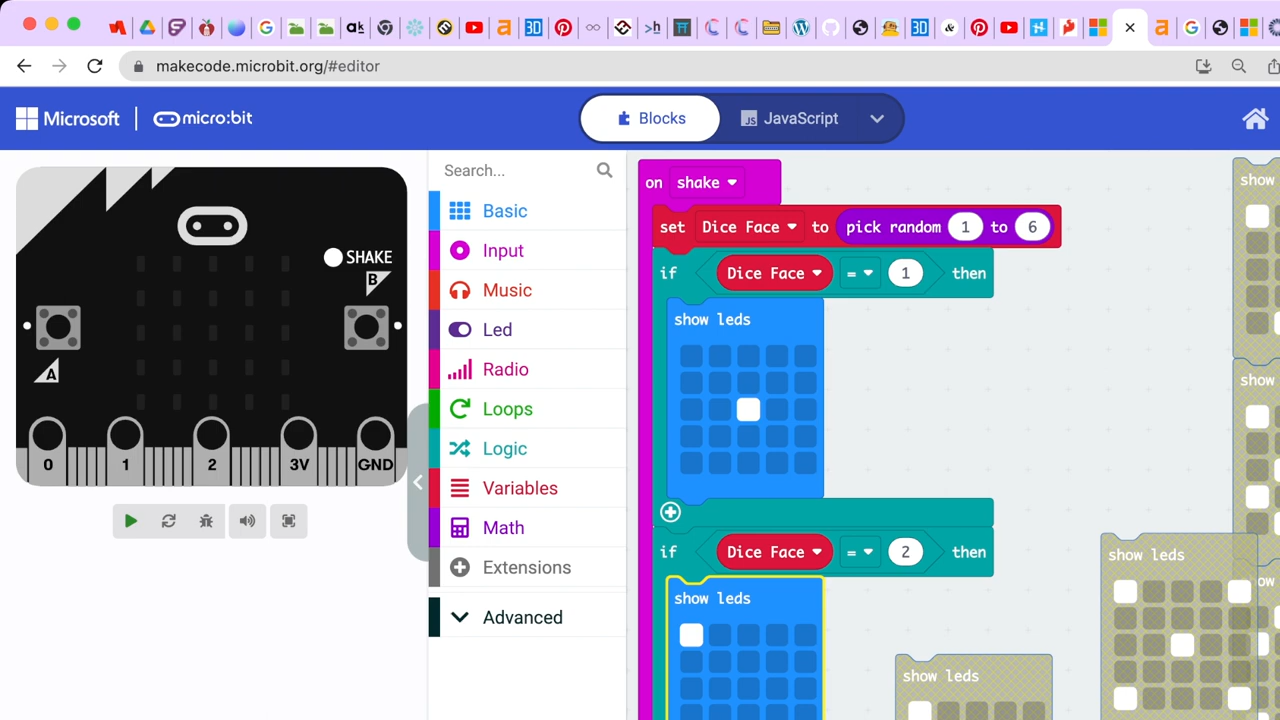 makecode.microbit.org/#editor
Microsoft micro:bit Blocks JS JavaScript
Search...
Basic
Input
Music
Led
Radio
Loops
Logic
Variables
Math
Extensions
Advanced
SHAKE
B
A
0 1 2 3V GND
on shake
set Dice Face to pick random 1 to 6
if Dice Face = 1 then
show leds
if Dice Face = 2 then
show leds
show leds
show leds
show
show